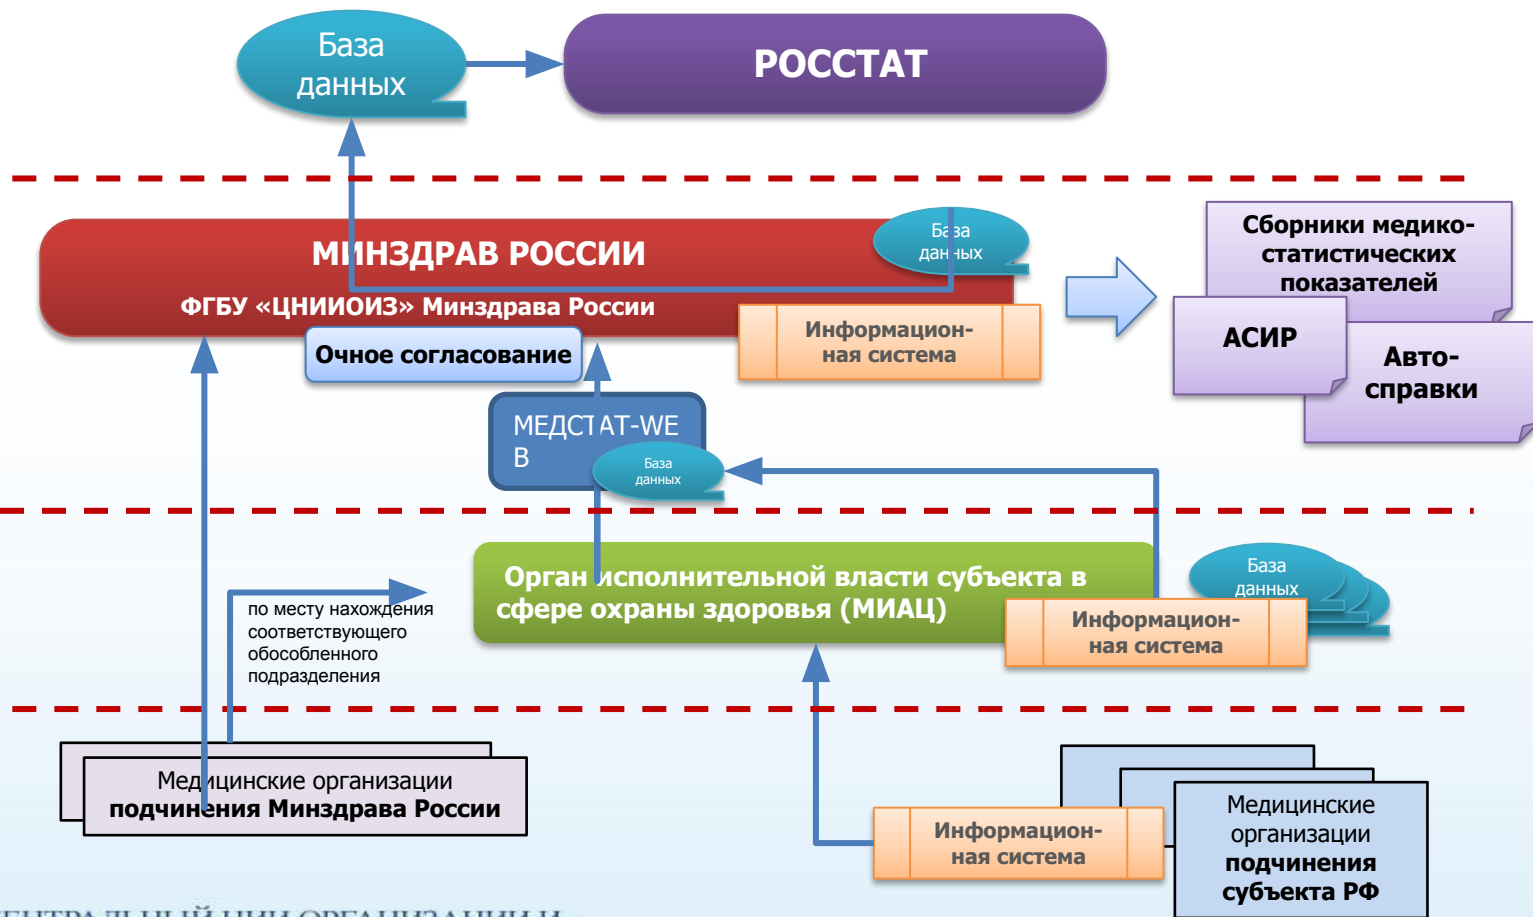 База
данных
РОССТАТ
МИНЗДРАВ РОССИИ
База
данных
ФГБУ «ЦНИИОИЗ» Минздрава России
Очное согласование
Информацион-
ная система
Сборники медико-
статистических
показателей
АСИР
Авто-
справки
МЕДСТАТ-WE
B
База
данных
Орган исполнительной власти субъекта в
сфере охраны здоровья (МИАЦ)
База
данных
Информацион-
ная система
по месту нахождения
соответствующего
обособленного
подразделения
Медицинские организации
подчинения Минздрава России
Информацион-
ная система
Медицинские
организации
подчинения
субъекта РФ
ЦЕНТРАЛЬНЫЙ НИИ ОРГАНИЗАЦИИ И